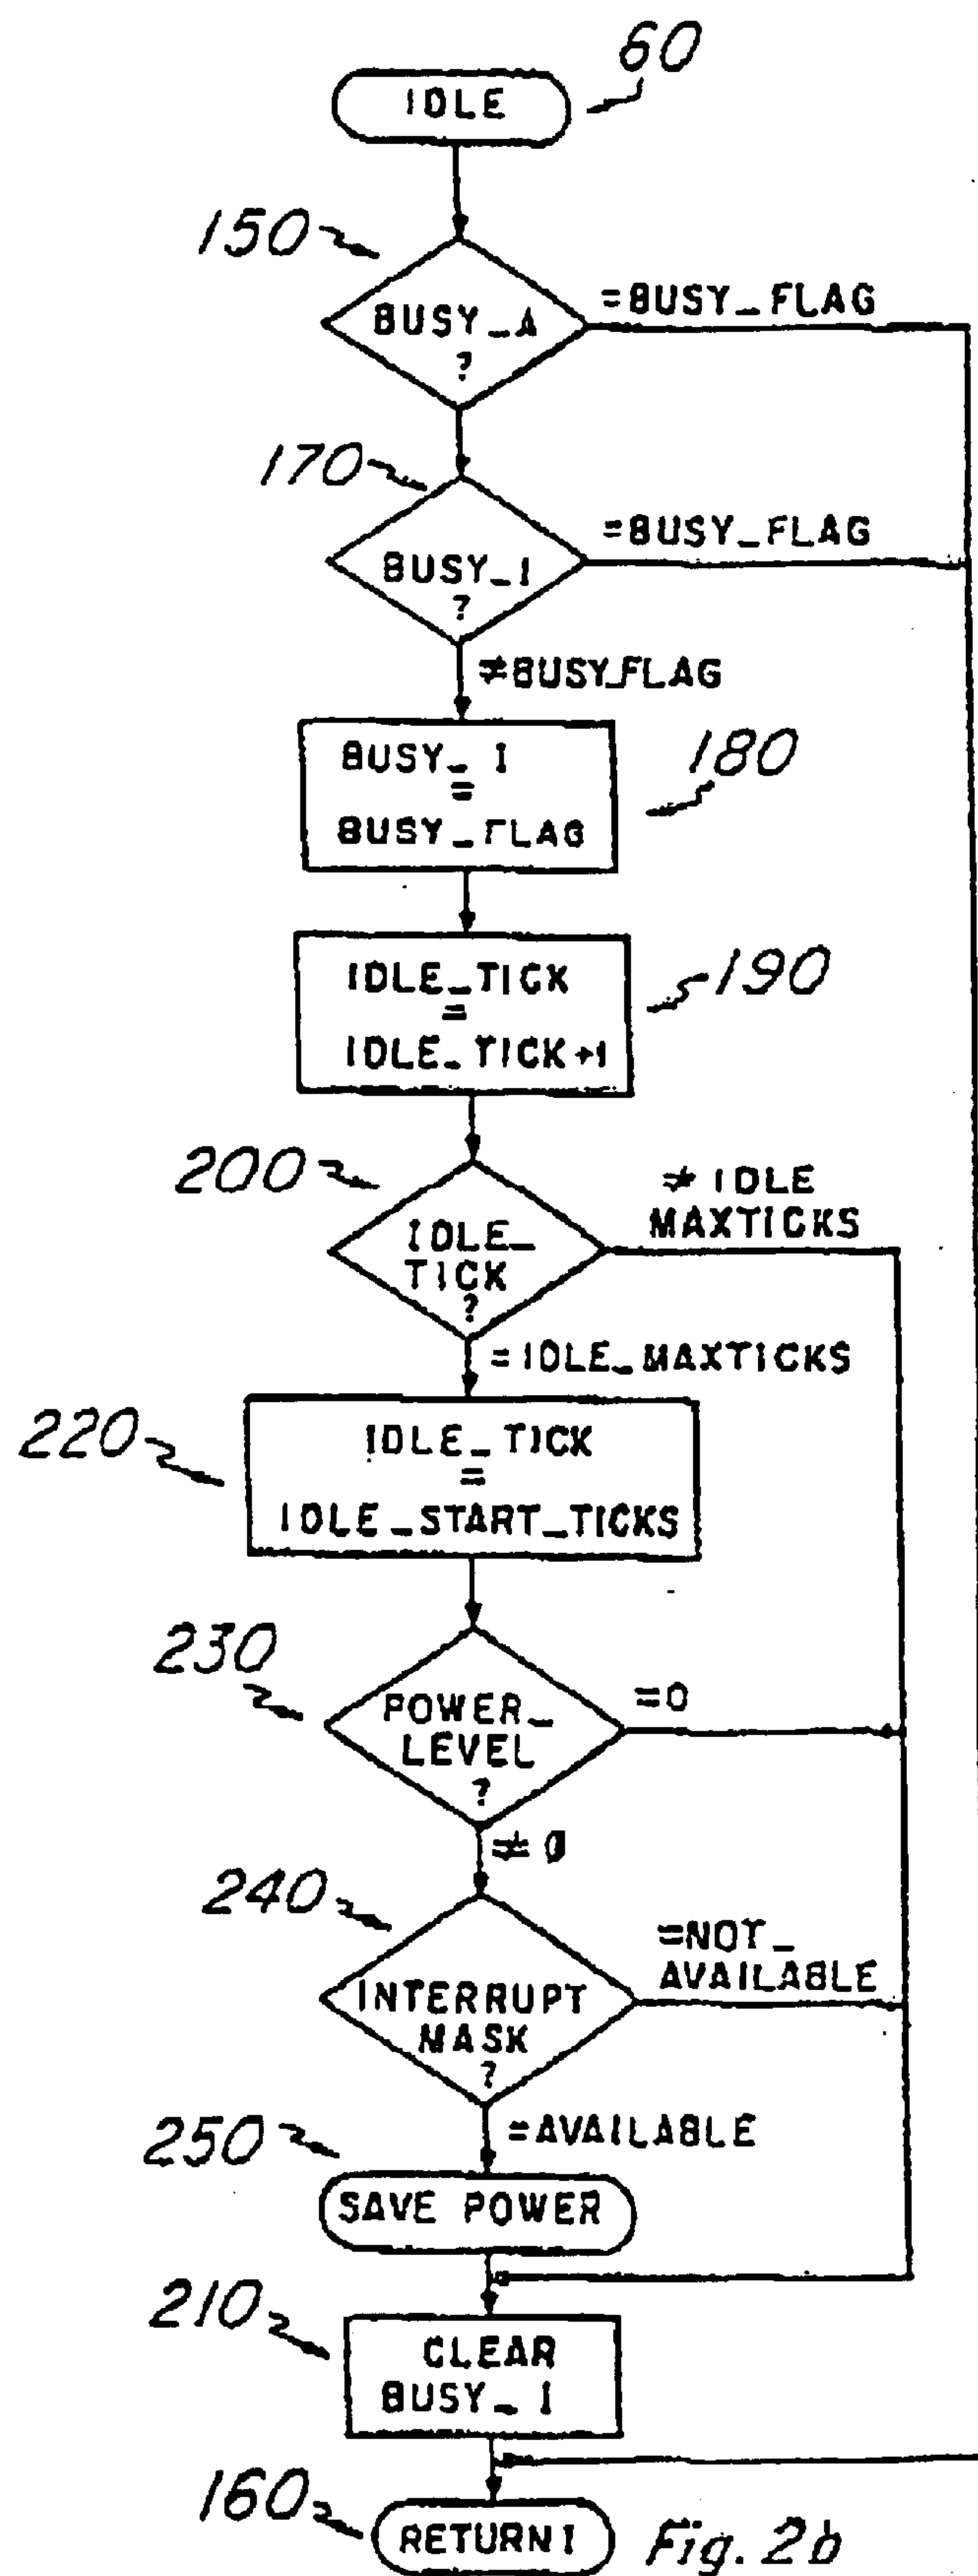 60
IDLE
150
BUSY_A
?
=BUSY_FLAG
170
BUSY_I
?
=BUSY_FLAG
≠BUSY_FLAG
BUSY_I
=
BUSY_FLAG
180
IDLE_TICK
=
IDLE_TICK+1
190
200
IDLE_
TICK
?
≠ IDLE
MAXTICKS
=IDLE_MAXTICKS
220
IDLE_TICK
=
IDLE_START_TICKS
230
POWER_
LEVEL
?
=0
≠0
240
INTERRUPT
MASK
?
=NOT_
AVAILABLE
=AVAILABLE
250
SAVE POWER
210
CLEAR
BUSY_I
160
RETURN I
Fig. 2b